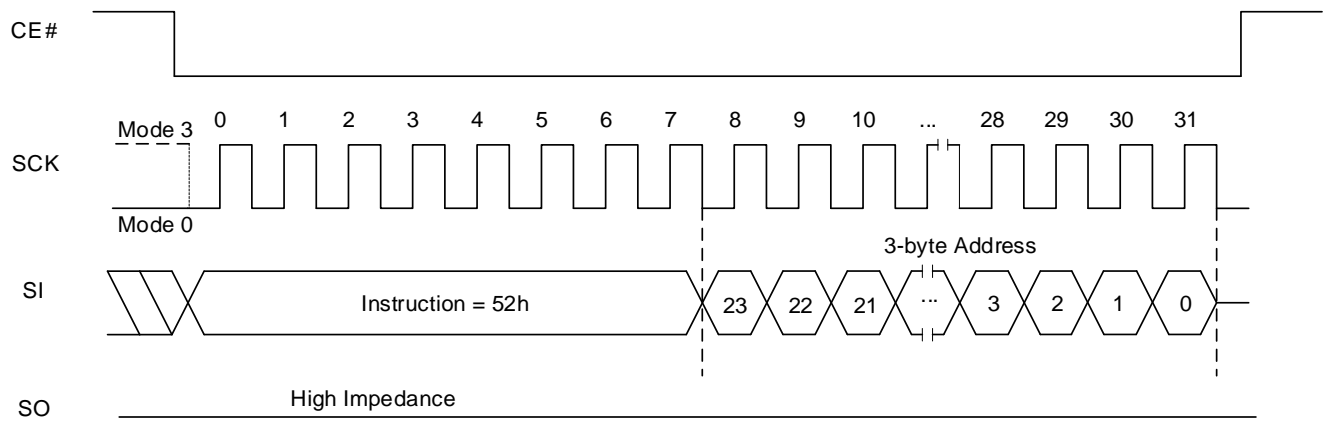 CE#
Mode 3
0 1 2 3 4 5 6 7 8 9 10 ... 28 29 30 31
SCK
Mode 0
3-byte Address
SI
Instruction = 52h
23 22 21 ... 3 2 1 0
High Impedance
SO